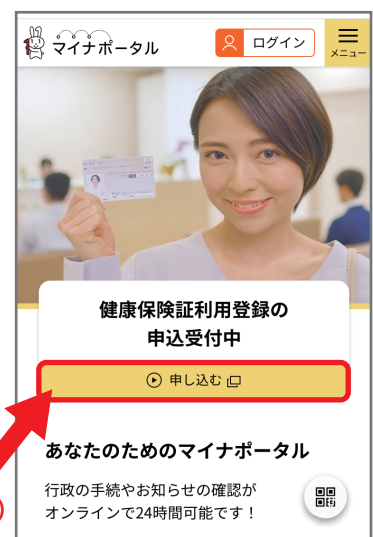 マイナポータル
ログイン
メニュー
健康保険証利用登録の
申込受付中
申し込む
あなたのためのマイナポータル
行政の手続やお知らせの確認が
オンラインで24時間可能です！